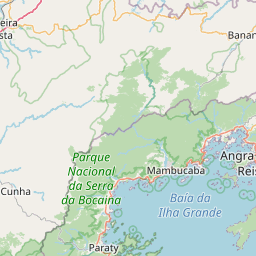 eira
sta
Banan
Parque
Nacional
da Serra
da Bocaina
Mambucaba
Angra
Reis
Cunha
Baía da
Ilha Grande
Paraty